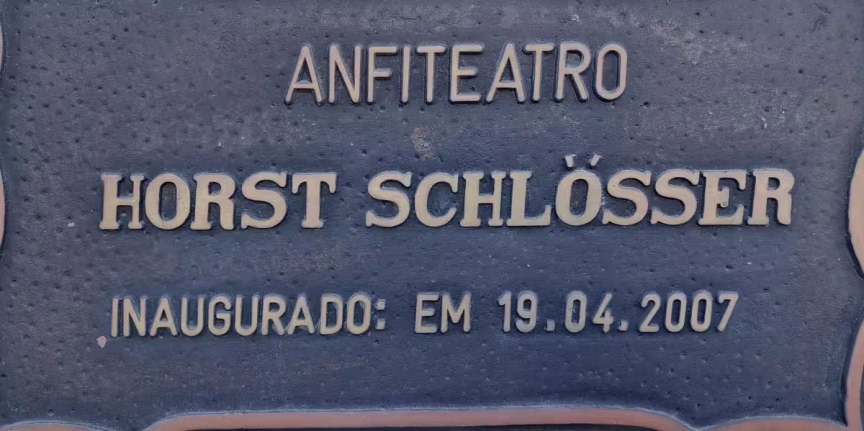 ANFITEATRO
HORST SCHLÖSSER
INAUGURADO: EM 19.04.2007